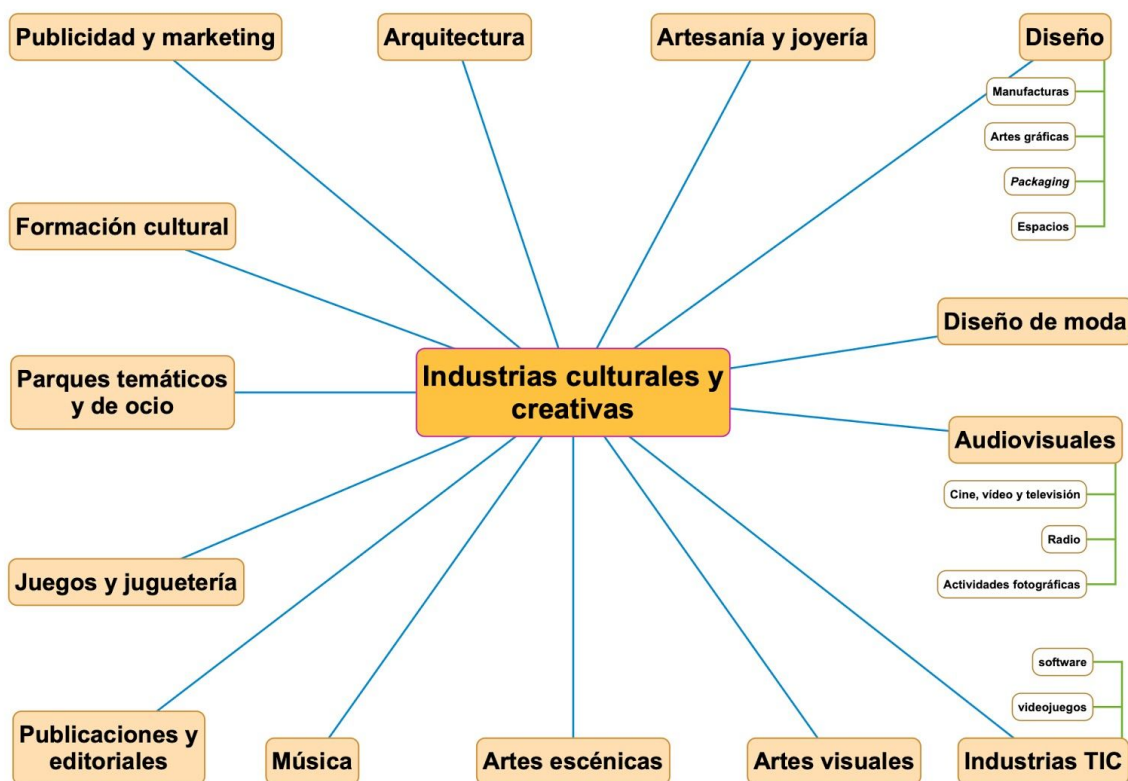 Publicidad y marketing
Arquitectura
Artesanía y joyería
Diseño
Manufacturas
Artes gráficas
Packaging
Espacios
Formación cultural
Diseño de moda
Parques temáticos
y de ocio
Industrias culturales y
creativas
Audiovisuales
Cine, vídeo y televisión
Radio
Actividades fotográficas
Juegos y juguetería
software
videojuegos
Publicaciones y
editoriales
Música
Artes escénicas
Artes visuales
Industrias TIC